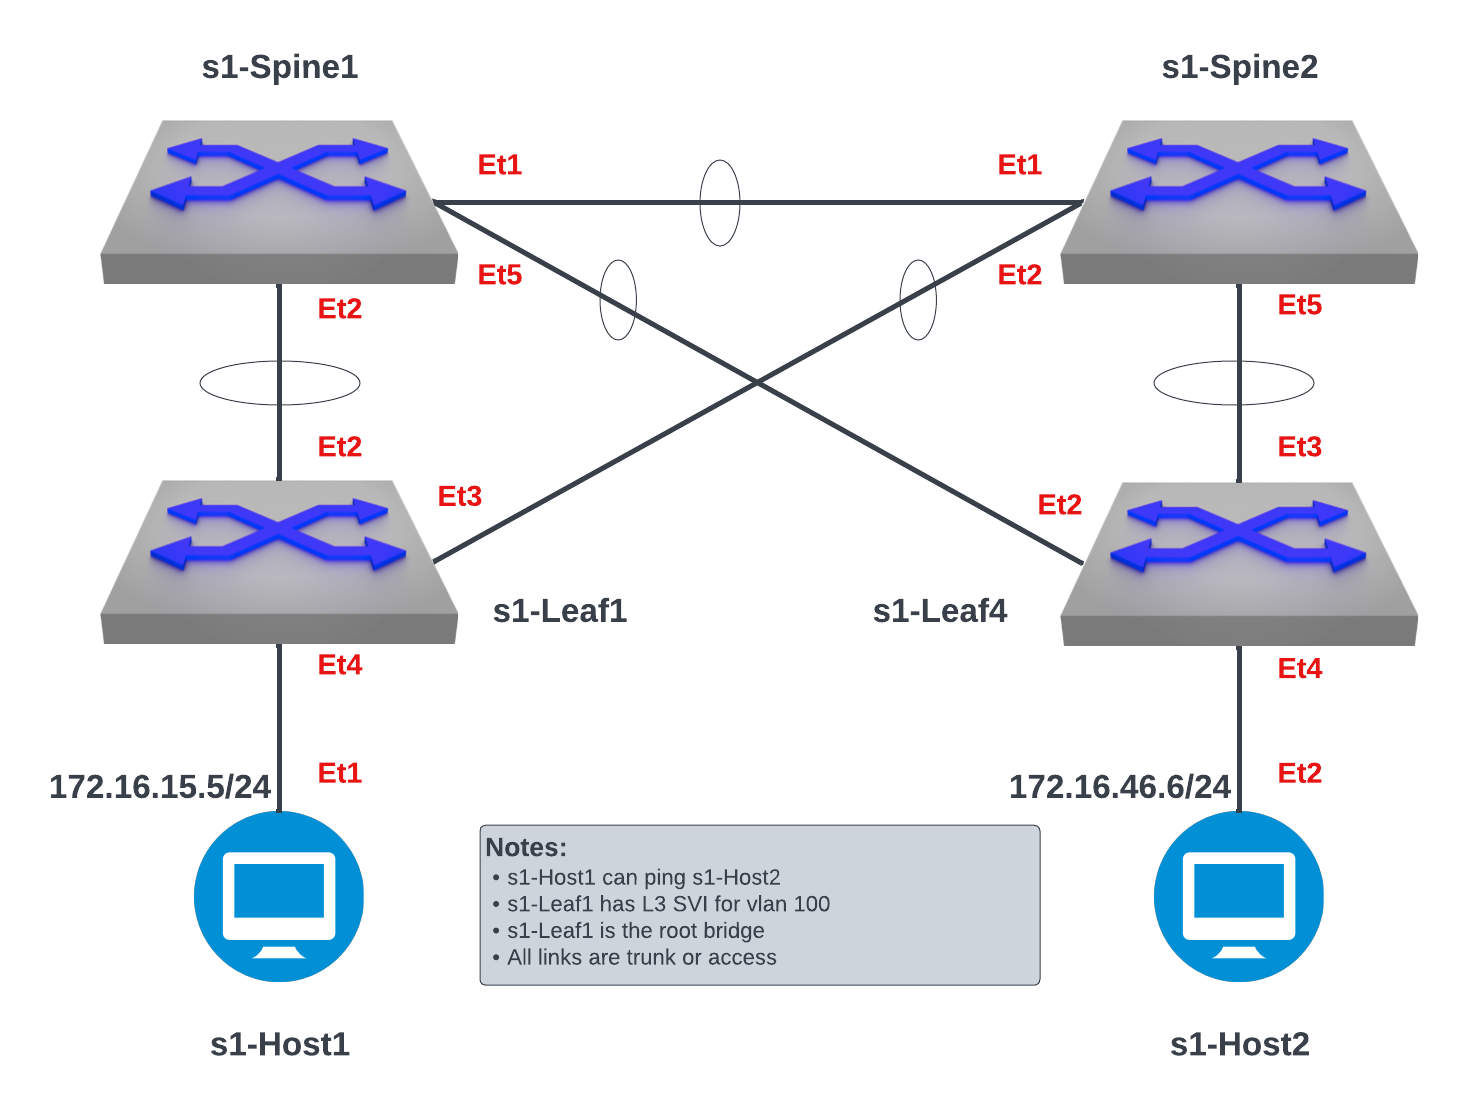 s1-Spine1
s1-Spine2
Et1
Et1
Et5
Et2
Et2
Et5
Et2
Et3
Et3
Et2
s1-Leaf1
s1-Leaf4
Et4
Et4
172.16.15.5/24
Et1
172.16.46.6/24
Et2
Notes:
• s1-Host1 can ping s1-Host2
• s1-Leaf1 has L3 SVI for vlan 100
• s1-Leaf1 is the root bridge
• All links are trunk or access
s1-Host1
s1-Host2